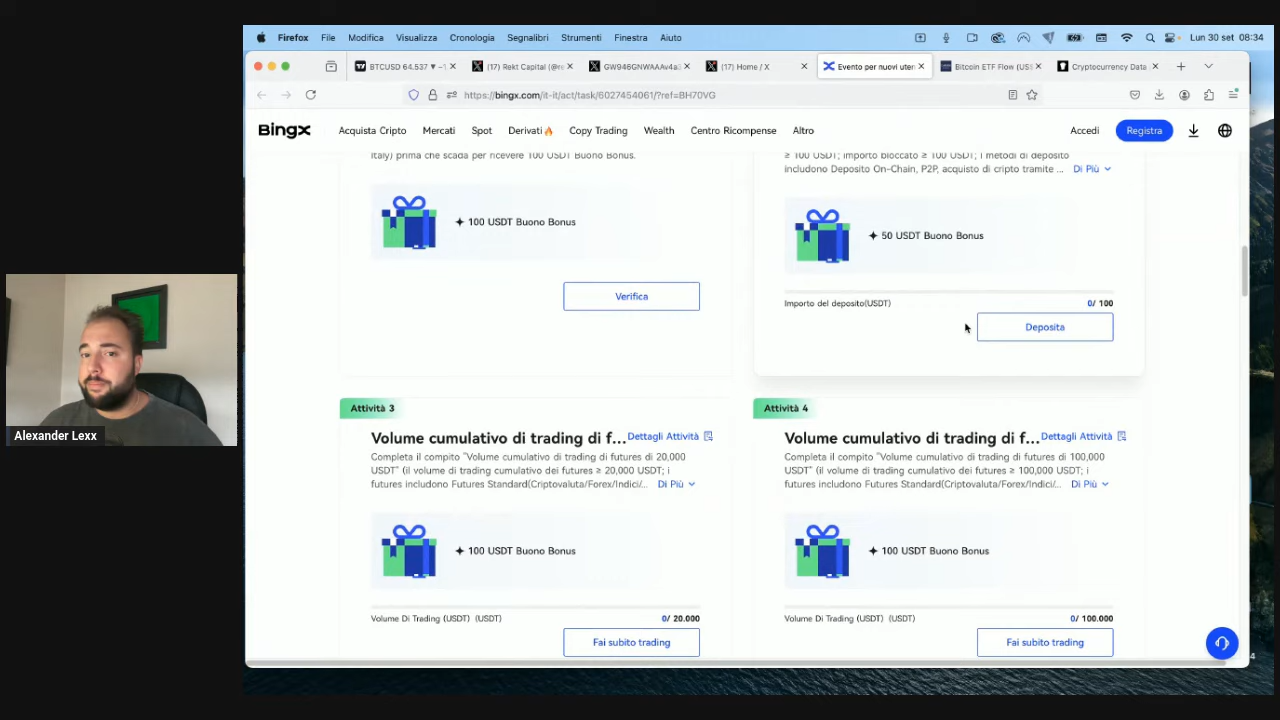 Firefox File Modifica Visualizza Cronologia Segnalibri Strumenti Finestra Aiuto
Lun 30 set 08:34
BTCUSD 64.537 ▼ −1
(17) Rekt Capital (@re
GW946GNWAAAv4a
(17) Home / X
Evento per nuovi uten
Bitcoin ETF Flow (US$
Cryptocurrency Data
https://bingx.com/it-it/act/task/6027454061/?ref=BH70VG
BingX
Acquista Cripto Mercati Spot Derivati Copy Trading Wealth Centro Ricompense Altro
Accedi Registra
Italy) prima che scada per ricevere 100 USDT Buono Bonus.
100 USDT Buono Bonus
Verifica
≥ 100 USDT; importo bloccato ≥ 100 USDT; i metodi di deposito
includono Deposito On-Chain, P2P, acquisto di cripto tramite ... Di Più
50 USDT Buono Bonus
Importo del deposito(USDT) 0/ 100
Deposita
Attività 3
Volume cumulativo di trading di f... Dettagli Attività
Completa il compito "Volume cumulativo di trading di futures di 20,000
USDT" (il volume di trading cumulativo dei futures ≥ 20,000 USDT; i
futures includono Futures Standard(Criptovaluta/Forex/Indici/... Di Più
100 USDT Buono Bonus
Volume Di Trading (USDT) (USDT) 0/ 20.000
Fai subito trading
Attività 4
Volume cumulativo di trading di f... Dettagli Attività
Completa il compito "Volume cumulativo di trading di futures di 100,000
USDT" (il volume di trading cumulativo dei futures ≥ 100,000 USDT; i
futures includono Futures Standard(Criptovaluta/Forex/Indici/... Di Più
100 USDT Buono Bonus
Volume Di Trading (USDT) (USDT) 0/ 100.000
Fai subito trading
Alexander Lexx